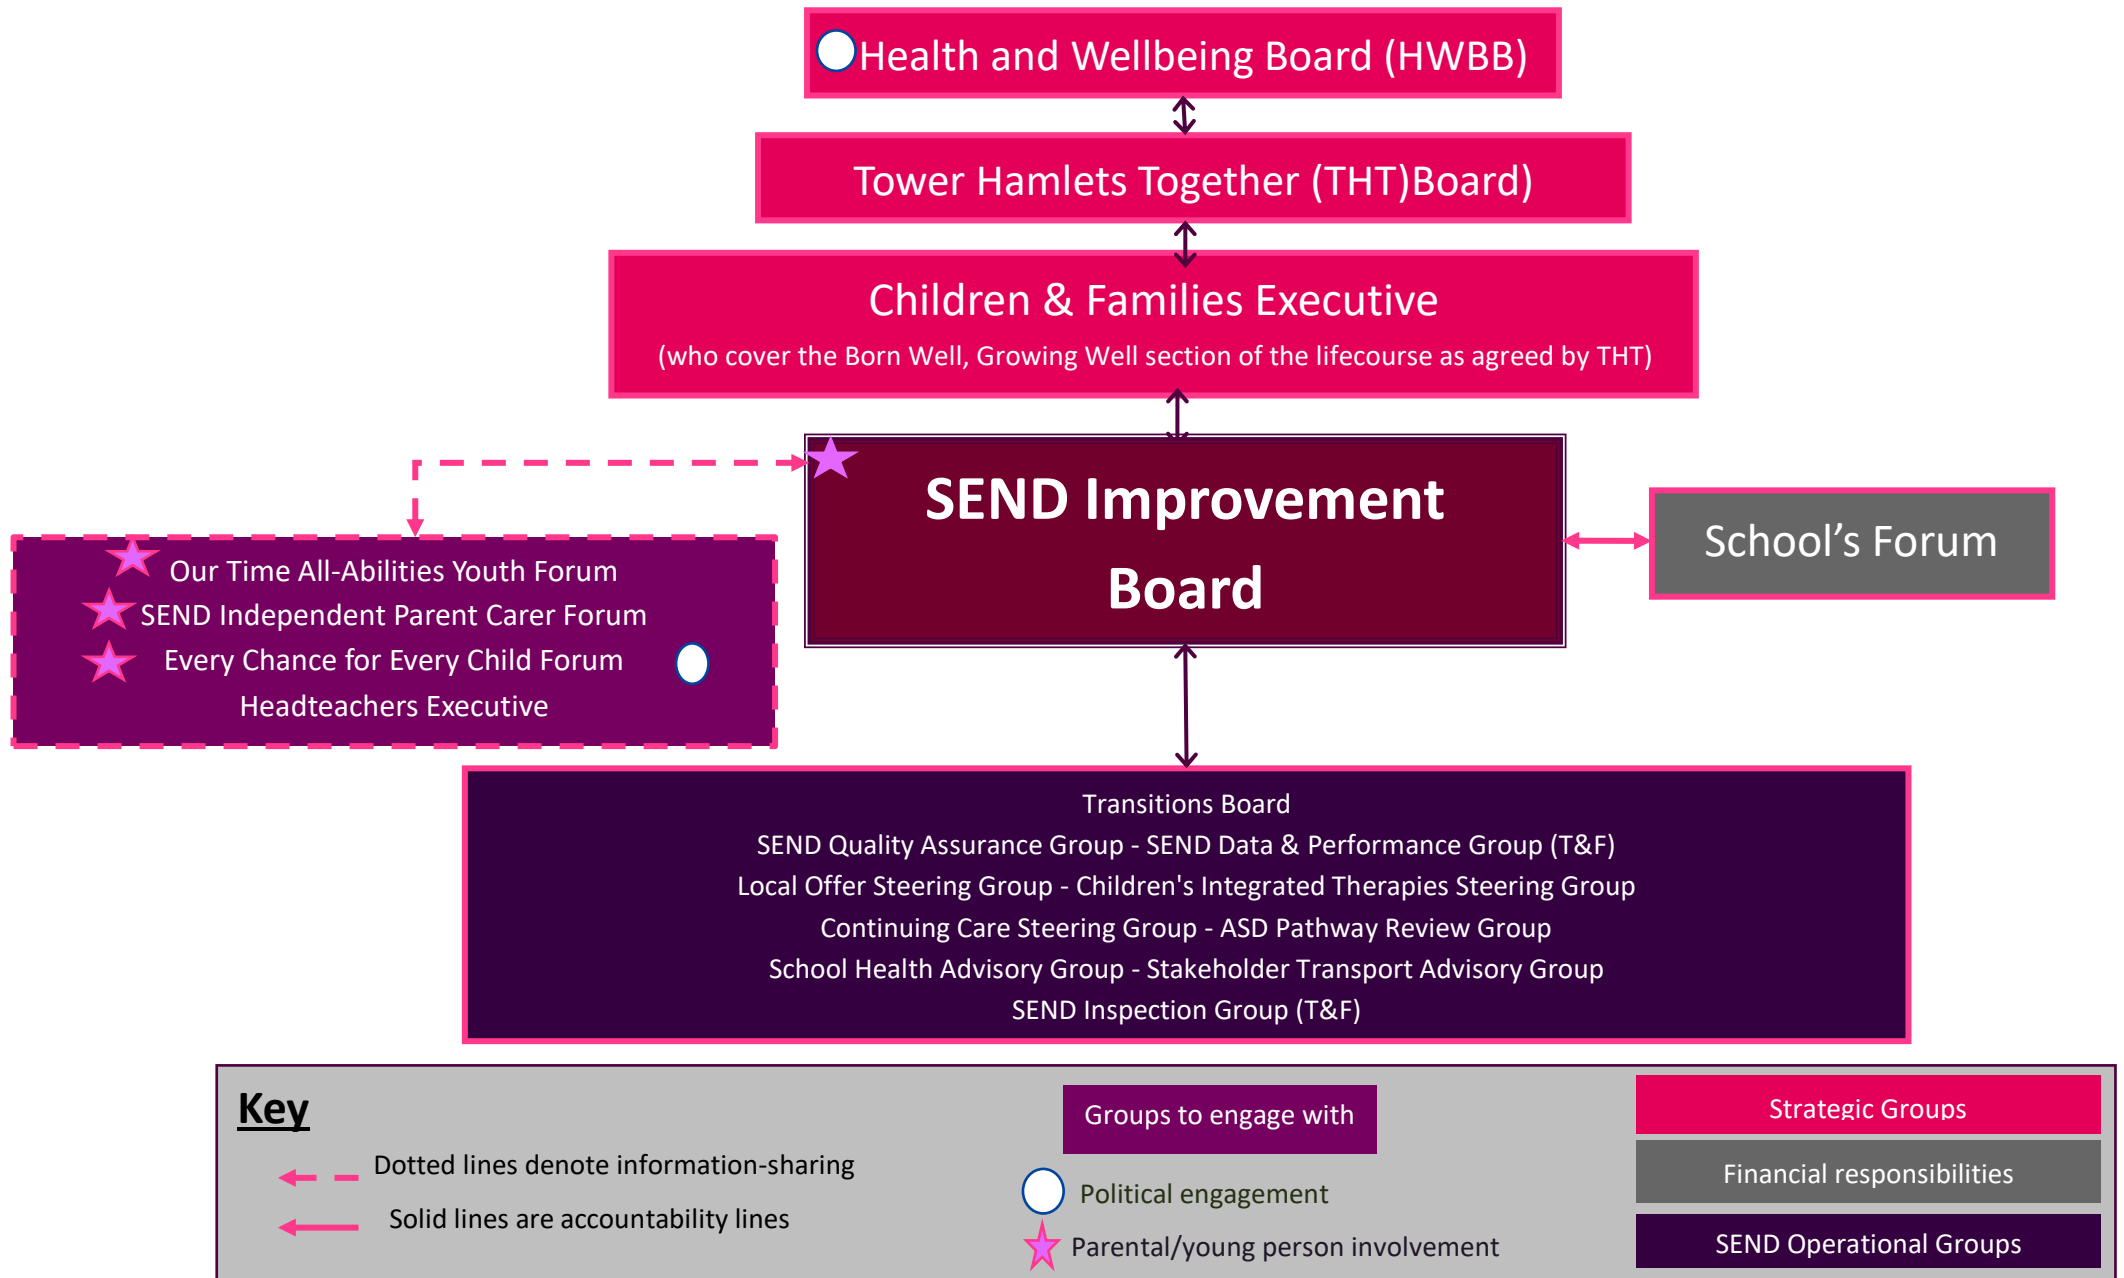 Health and Wellbeing Board (HWBB)
Tower Hamlets Together (THT)Board)
Children & Families Executive
(who cover the Born Well, Growing Well section of the lifecourse as agreed by THT)
SEND Improvement
Board
School’s Forum
Our Time All-Abilities Youth Forum
SEND Independent Parent Carer Forum
Every Chance for Every Child Forum
Headteachers Executive
Transitions Board
SEND Quality Assurance Group - SEND Data & Performance Group (T&F)
Local Offer Steering Group - Children's Integrated Therapies Steering Group
Continuing Care Steering Group - ASD Pathway Review Group
School Health Advisory Group - Stakeholder Transport Advisory Group
SEND Inspection Group (T&F)
Key
Dotted lines denote information-sharing
Solid lines are accountability lines
Groups to engage with
Political engagement
Parental/young person involvement
Strategic Groups
Financial responsibilities
SEND Operational Groups